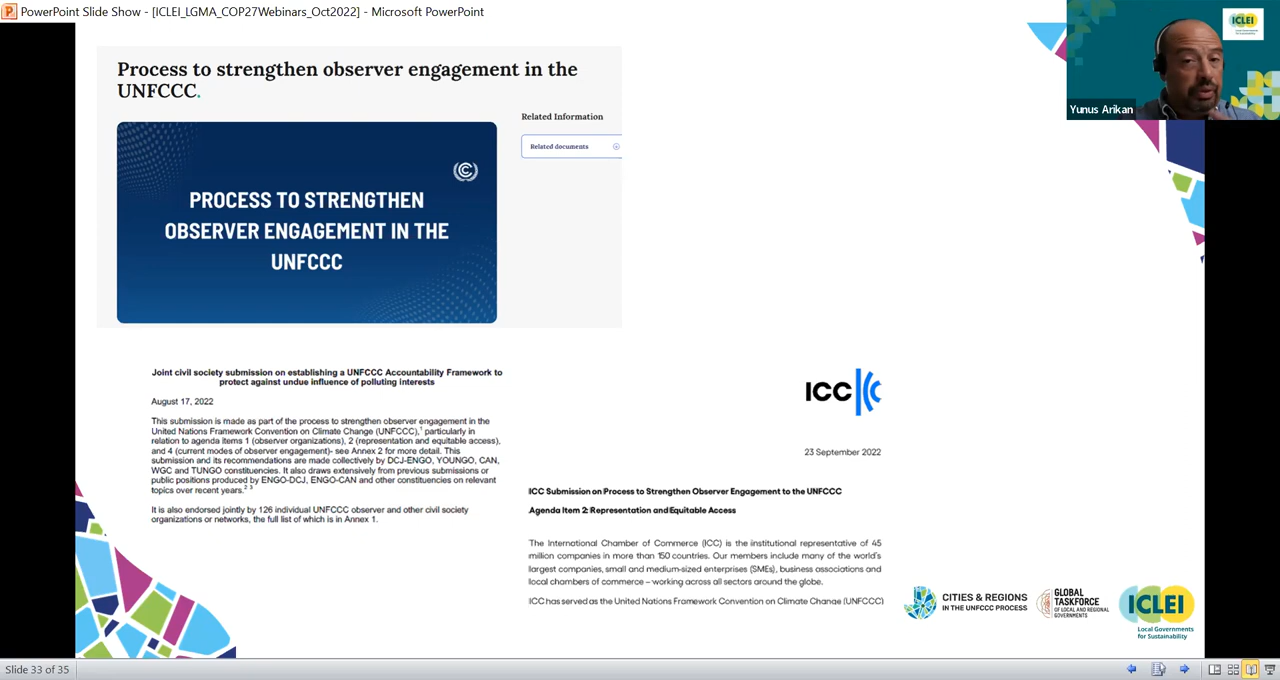 PowerPoint Slide Show - [ICLEI_LGMA_COP27Webinars_Oct2022] - Microsoft PowerPoint
ICLEI
Local Governments
for Sustainability
Yunus Arikan
Process to strengthen observer engagement in the
UNFCCC.
Related Information
Related documents
PROCESS TO STRENGTHEN
OBSERVER ENGAGEMENT IN THE
UNFCCC
Joint civil society submission on establishing a UNFCCC Accountability Framework to
protect against undue influence of polluting interests
August 17, 2022
This submission is made as part of the process to strengthen observer engagement in the
United Nations Framework Convention on Climate Change (UNFCCC),1 particularly in
relation to agenda items 1 (observer organizations), 2 (representation and equitable access),
and 4 (current modes of observer engagement)- see Annex 2 for more detail. This
submission and its recommendations are made collectively by DCJ-ENGO, YOUNGO, CAN,
WGC and TUNGO constituencies. It also draws extensively from previous submissions or
public positions produced by ENGO-DCJ, ENGO-CAN and other constituencies on relevant
topics over recent years.2 3
It is also endorsed jointly by 126 individual UNFCCC observer and other civil society
organizations or networks, the full list of which is in Annex 1.
ICC
23 September 2022
ICC Submission on Process to Strengthen Observer Engagement to the UNFCCC
Agenda Item 2: Representation and Equitable Access
The International Chamber of Commerce (ICC) is the institutional representative of 45
million companies in more than 150 countries. Our members include many of the world's
largest companies, small and medium-sized enterprises (SMEs), business associations and
local chambers of commerce – working across all sectors around the globe.
ICC has served as the United Nations Framework Convention on Climate Change (UNFCCC)
CITIES & REGIONS
IN THE UNFCCC PROCESS
GLOBAL
TASKFORCE
OF LOCAL AND REGIONAL
GOVERNMENTS
ICLEI
Local Governments
for Sustainability
Slide 33 of 35